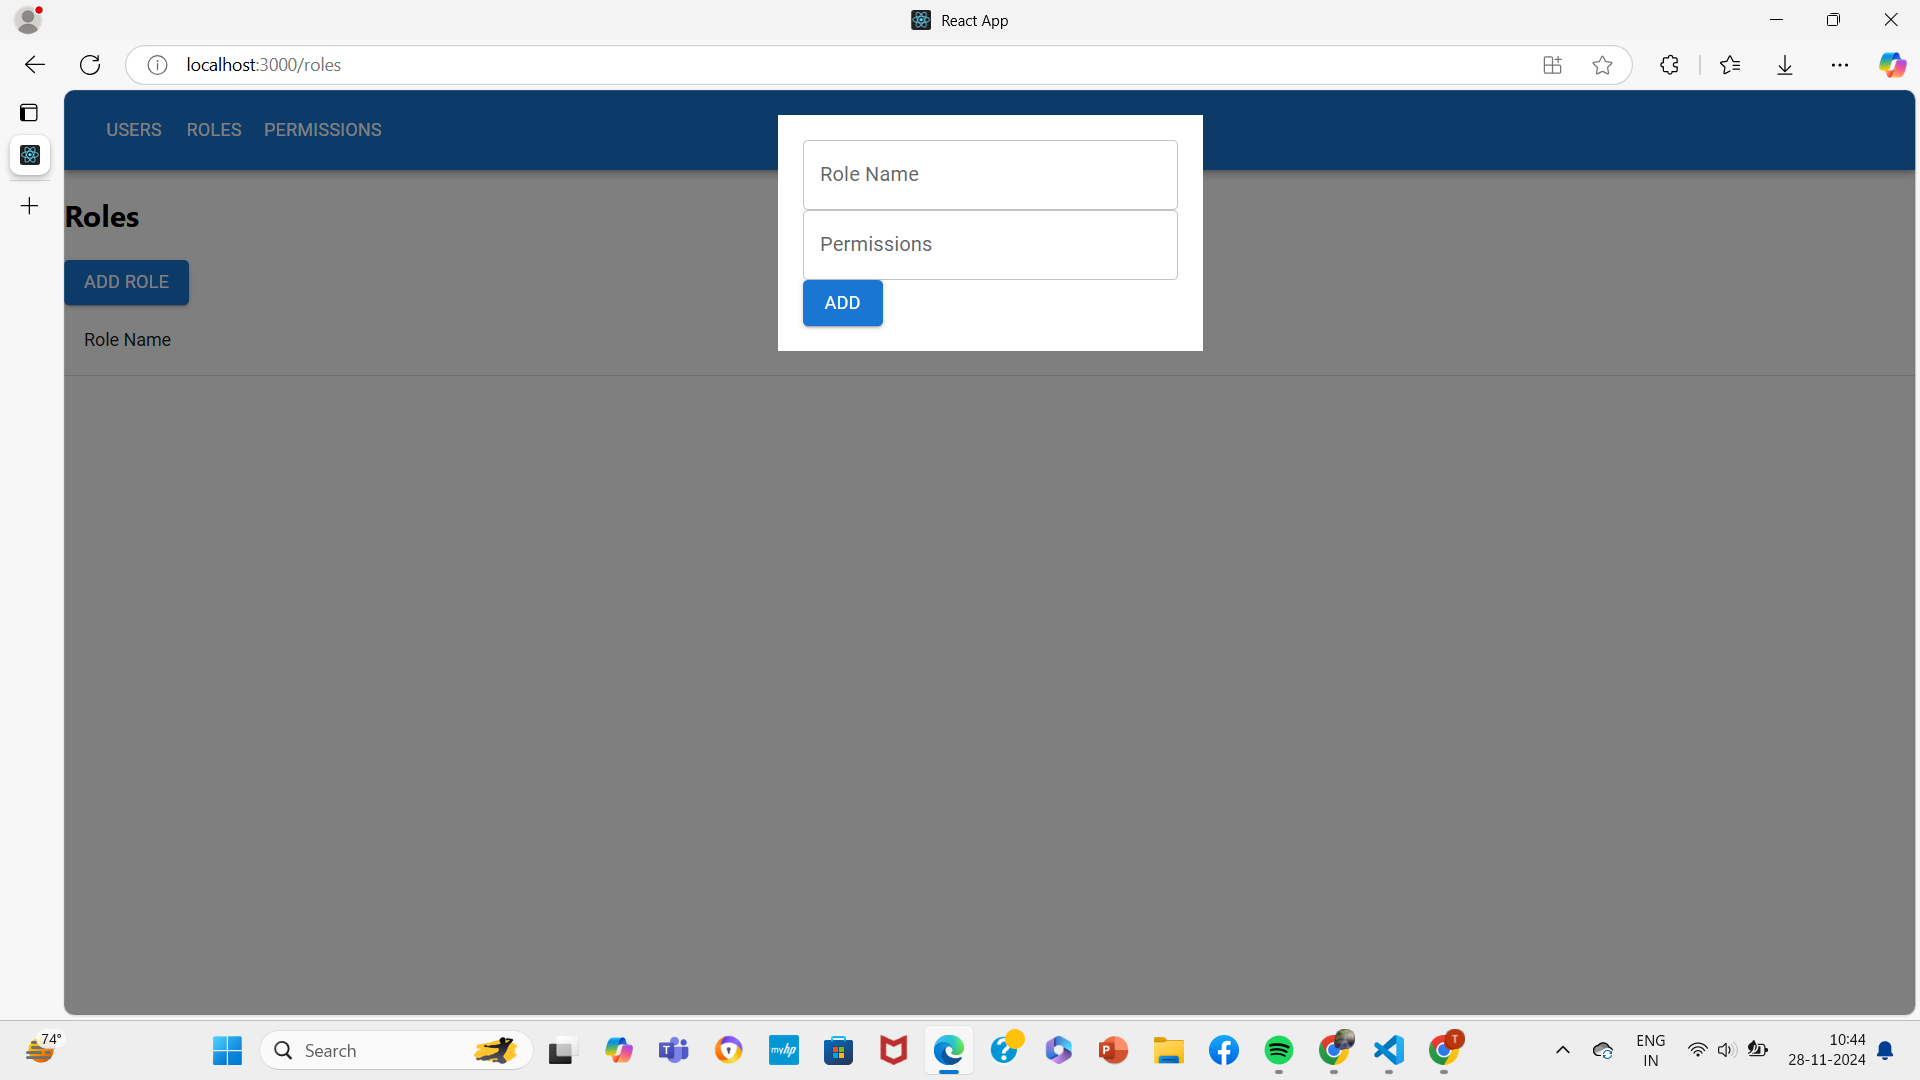 React App
localhost:3000/roles
USERS ROLES PERMISSIONS
Role Name
Permissions
ADD
Roles
ADD ROLE
Role Name
74°
Search
myhp
P
T
ENG
IN
10:44
28-11-2024